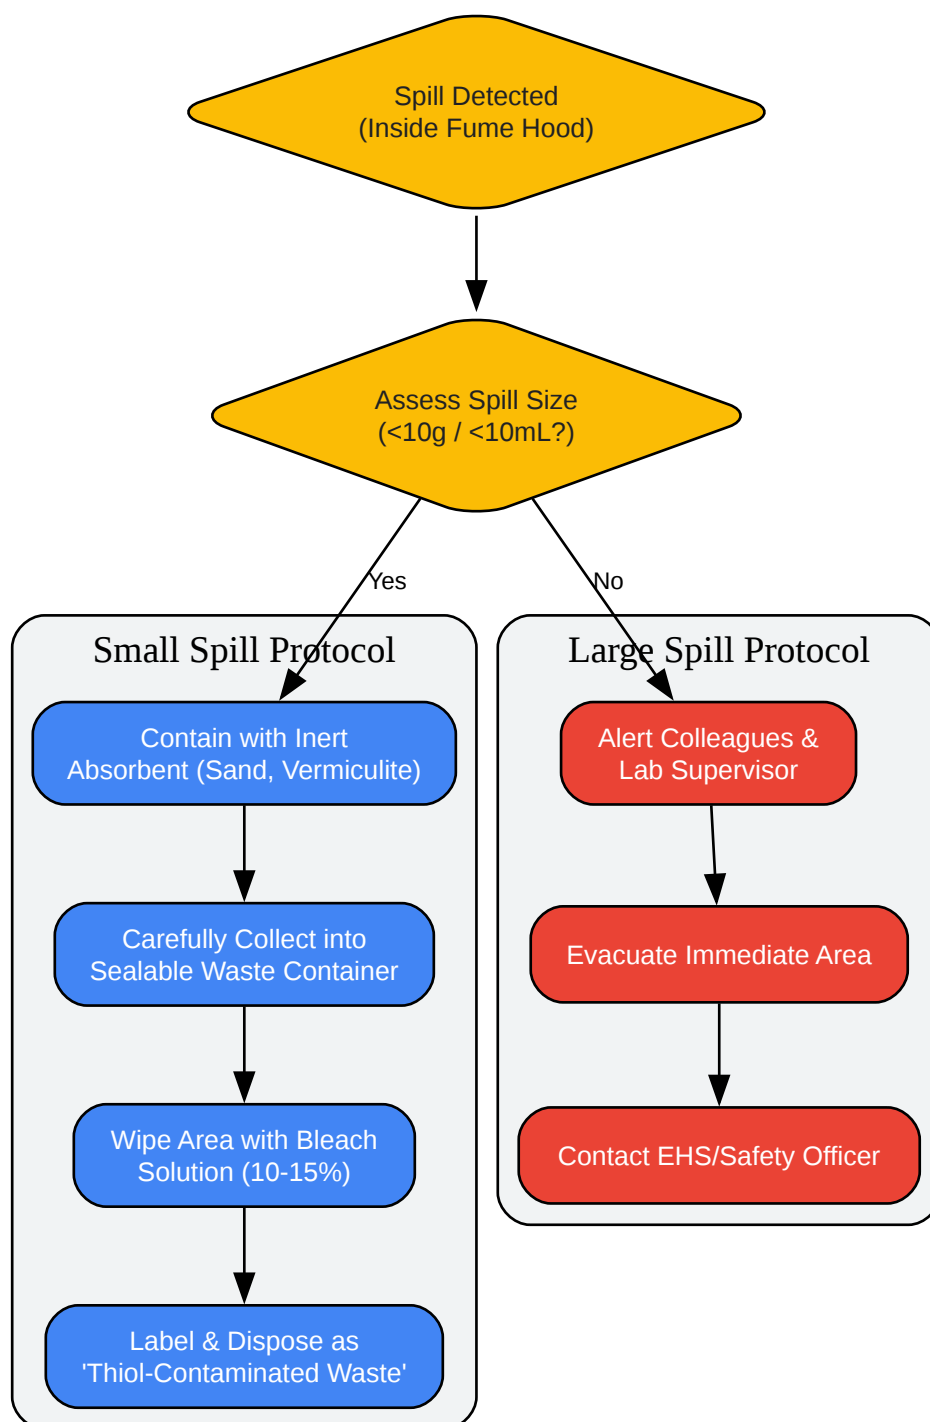 Spill Detected
(Inside Fume Hood)
Assess Spill Size
(<10g / <10mL?)
Yes
No
Small Spill Protocol
Contain with Inert
Absorbent (Sand, Vermiculite)
Carefully Collect into
Sealable Waste Container
Wipe Area with Bleach
Solution (10-15%)
Label & Dispose as
'Thiol-Contaminated Waste'
Large Spill Protocol
Alert Colleagues &
Lab Supervisor
Evacuate Immediate Area
Contact EHS/Safety Officer